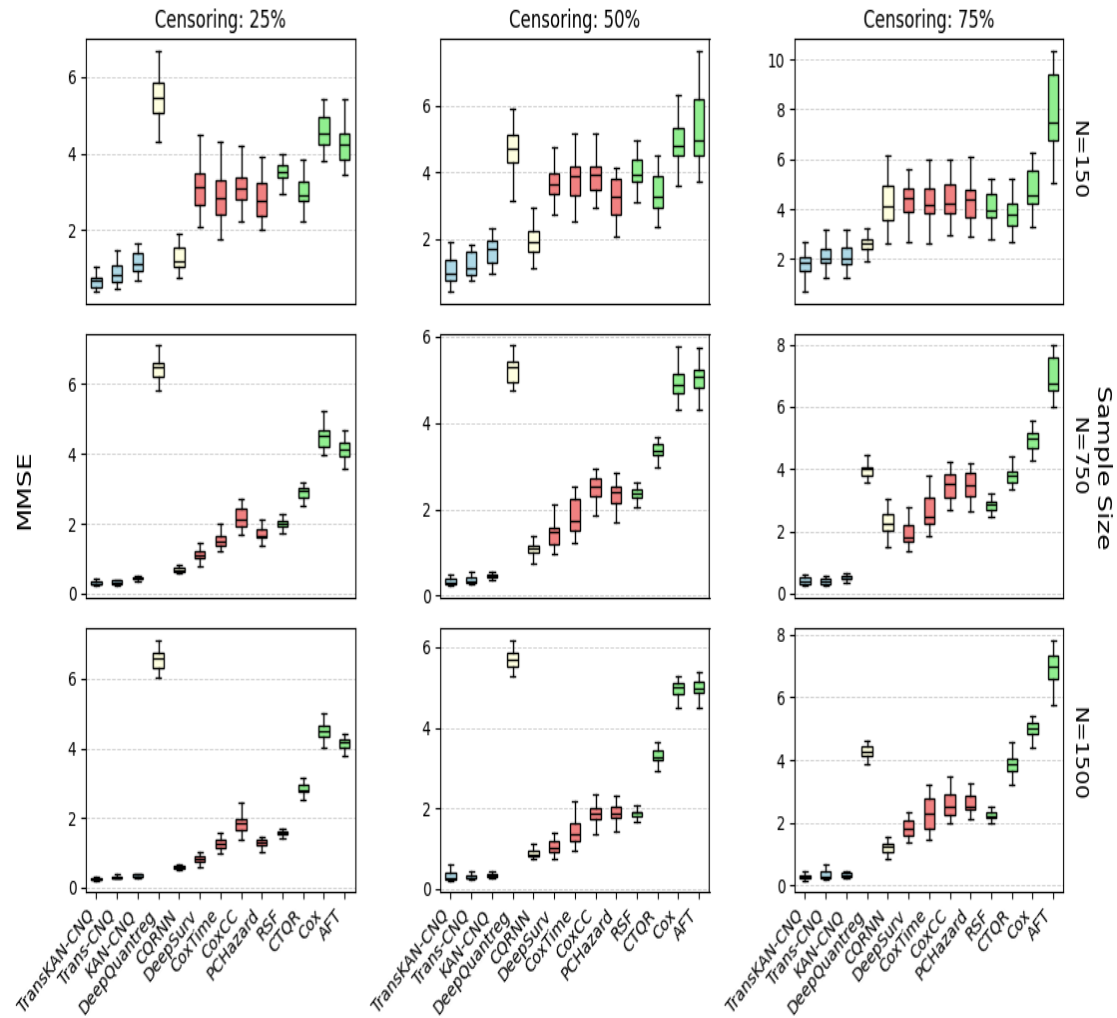 Censoring: 25% Censoring: 50% Censoring: 75%
6
4
2
6
4
2
0
10
8
6
4
2
N=150
MMSE
6
4
2
0
6
4
2
0
8
6
4
2
0
N=750
Sample Size
6
4
2
0
6
4
2
0
8
6
4
2
0
N=1500
TransKAN-CNQ
Trans-CNQ
KAN-CNQ
DeepQuantreg
CQRNN
DeepSurv
CoxTime
CoxCC
PCHazard
RSF
CTQR
Cox
AFT
TransKAN-CNQ
Trans-CNQ
KAN-CNQ
DeepQuantreg
CQRNN
DeepSurv
CoxTime
CoxCC
PCHazard
RSF
CTQR
Cox
AFT
TransKAN-CNQ
Trans-CNQ
KAN-CNQ
DeepQuantreg
CQRNN
DeepSurv
CoxTime
CoxCC
PCHazard
RSF
CTQR
Cox
AFT